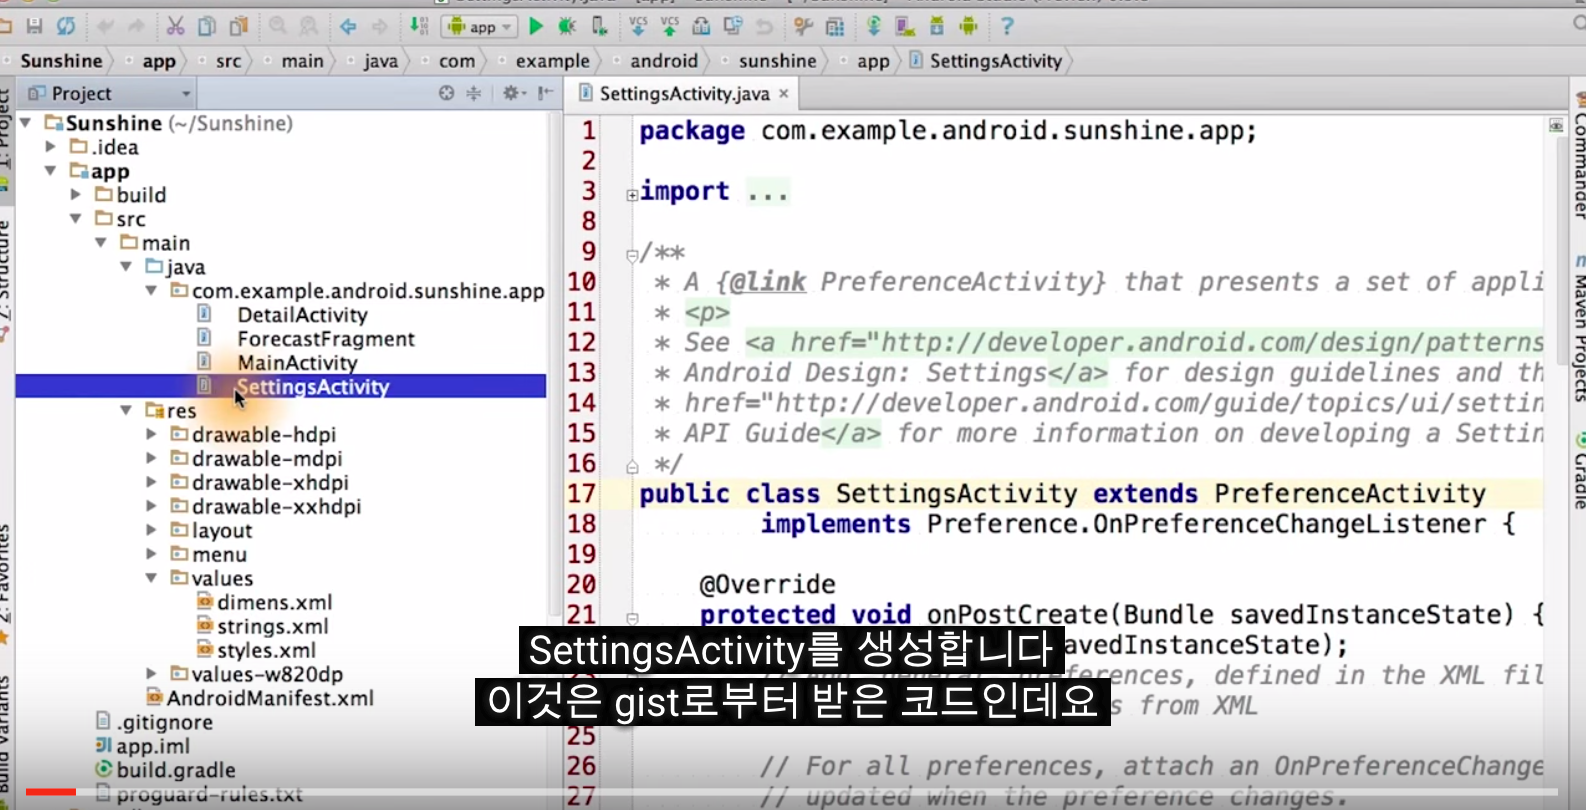 app
VCS
VCS
Sunshine
app
src
main
java
com
example
android
sunshine
app
SettingsActivity
Project
SettingsActivity.java
Sunshine (~/Sunshine)
.idea
app
build
src
main
java
com.example.android.sunshine.app
DetailActivity
ForecastFragment
MainActivity
SettingsActivity
res
drawable-hdpi
drawable-mdpi
drawable-xhdpi
drawable-xxhdpi
layout
menu
values
dimens.xml
strings.xml
styles.xml
values-w820dp
AndroidManifest.xml
.gitignore
app.iml
build.gradle
proguard-rules.txt
1 package com.example.android.sunshine.app;
2
3 import ...
8
9 /**
10 * A {@link PreferenceActivity} that presents a set of appli
11 * <p>
12 * See <a href="http://developer.android.com/design/patterns
13 * Android Design: Settings</a> for design guidelines and th
14 * href="http://developer.android.com/guide/topics/ui/settin
15 * API Guide</a> for more information on developing a Settin
16 */
17 public class SettingsActivity extends PreferenceActivity
18 implements Preference.OnPreferenceChangeListener {
19
20 @Override
21 protected void onPostCreate(Bundle savedInstanceState) {
avedInstanceState);
eferences, defined in the XML fil
s from XML
25
26 // For all preferences, attach an OnPreferenceChange
27 // updated when the preference changes.
SettingsActivity를 생성합니다
이것은 gist로부터 받은 코드인데요
1: Project
7: Structure
2: Favorites
Build Variants
Commander
Maven Projects
Gradle